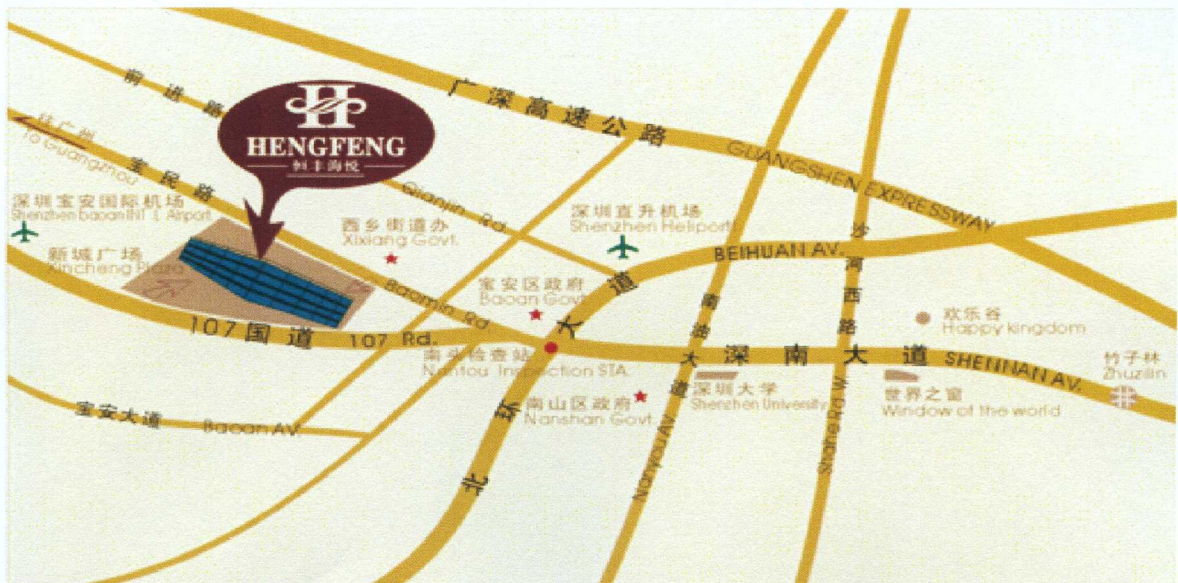 广深高速公路
GUANGSHEN EXPRESSWAY
前进路
Qianjin Rd.
HENGFENG
恒丰海悦
往广州
To Guangzhou
宝民路
Baomin Rd.
深圳宝安国际机场
Shenzhen baoan INT' L Airport
新城广场
Xincheng Plaza
西乡街道办
Xixiang Govt.
深圳直升机场
Shenzhen Heliport
BEIHUAN AV.
沙河西路
Shahe Rd.W.
宝安区政府
Baoan Govt.
北环大道
107国道
107 Rd.
南头检查站
Nantou Inspection STA.
南油大道
Nanyou AV.
深南大道
SHENNAN AV.
欢乐谷
Happy kingdom
竹子林
Zhuzilin
宝安大道
Baoan AV.
南山区政府
Nanshan Govt.
深圳大学
Shenzhen University
世界之窗
Window of the world